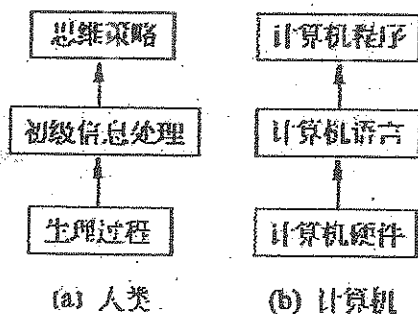 思维策略
计算机程序
初级信息处理
计算机语言
生理过程
计算机硬件
(a) 人类
(b) 计算机